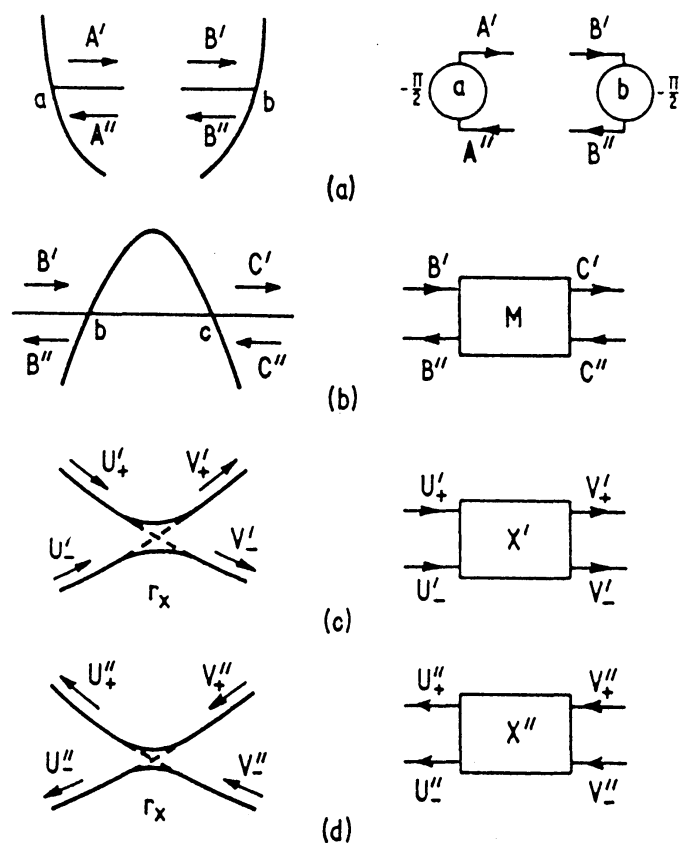 A′ B′ A′ B′
a b -π/2 a b -π/2
A″ B″ A″ B″
(a)
B′ C′ B′ C′
b c M
B″ C″ B″ C″
(b)
U′₊ V′₊ U′₊ V′₊
U′₋ V′₋ X′
r_x U′₋ V′₋
(c)
U″₊ V″₊ U″₊ V″₊
U″₋ V″₋ X″
r_x U″₋ V″₋
(d)